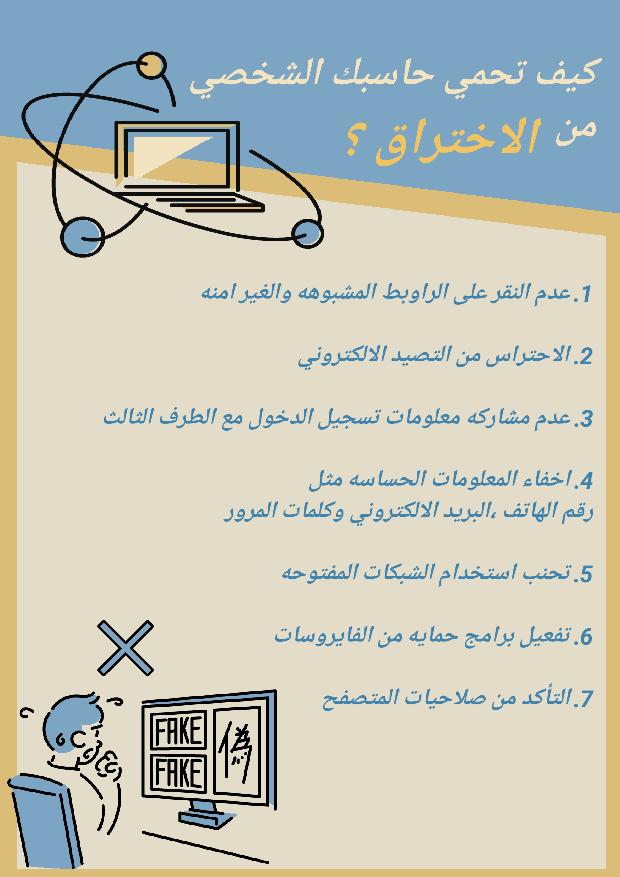 كيف تحمي حاسبك الشخصي
من الاختراق ؟
1. عدم النقر على الراوبط المشبوهه والغير امنه
2. الاحتراس من التصيد الالكتروني
3. عدم مشاركه معلومات تسجيل الدخول مع الطرف الثالث
4. اخفاء المعلومات الحساسه مثل
رقم الهاتف ،البريد الالكتروني وكلمات المرور
5. تحنب استخدام الشبكات المفتوحه
6. تفعيل برامج حمايه من الفايروسات
7. التأكد من صلاحيات المتصفح
FAKE
FAKE
偽